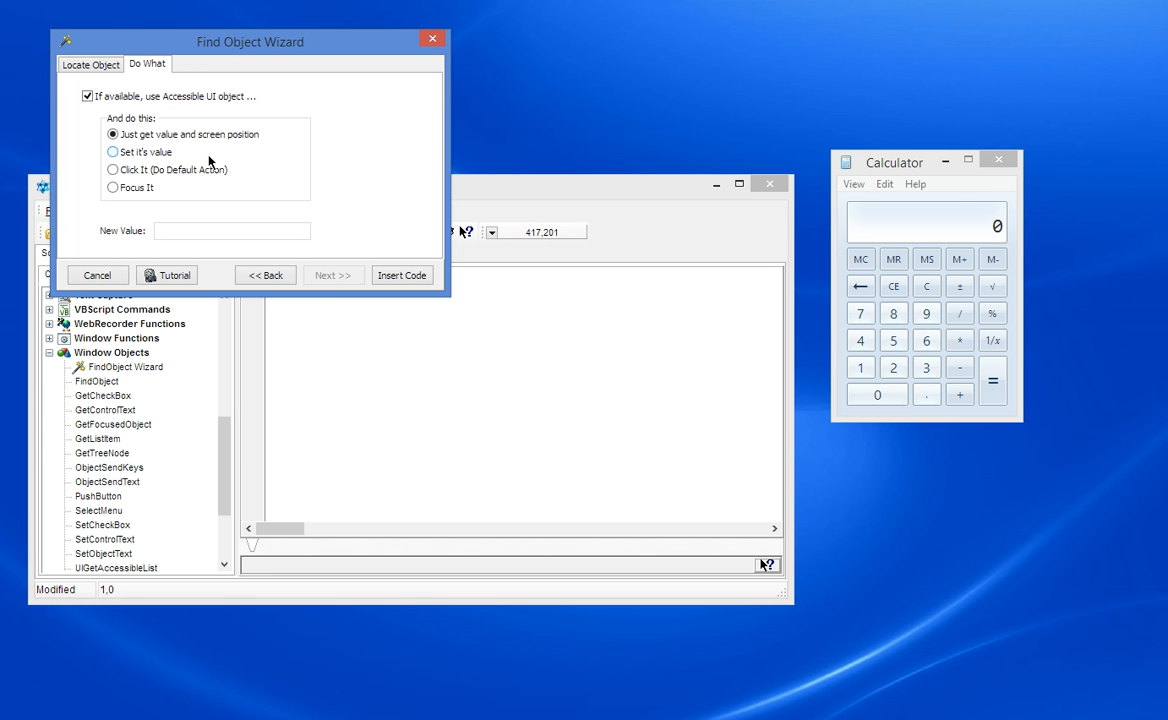 Find Object Wizard
Locate Object
Do What
If available, use Accessible UI object ...
And do this:
Just get value and screen position
Set it's value
Click It (Do Default Action)
Focus It
New Value:
Cancel
Tutorial
<< Back
Next >>
Insert Code
417,201
VBScript Commands
WebRecorder Functions
Window Functions
Window Objects
FindObject Wizard
FindObject
GetCheckBox
GetControlText
GetFocusedObject
GetListItem
GetTreeNode
ObjectSendKeys
ObjectSendText
PushButton
SelectMenu
SetCheckBox
SetControlText
SetObjectText
UIGetAccessibleList
Modified
1,0
Calculator
View Edit Help
0
MC MR MS M+ M-
← CE C ± √
7 8 9 / %
4 5 6 * 1/x
1 2 3 - =
0 . +